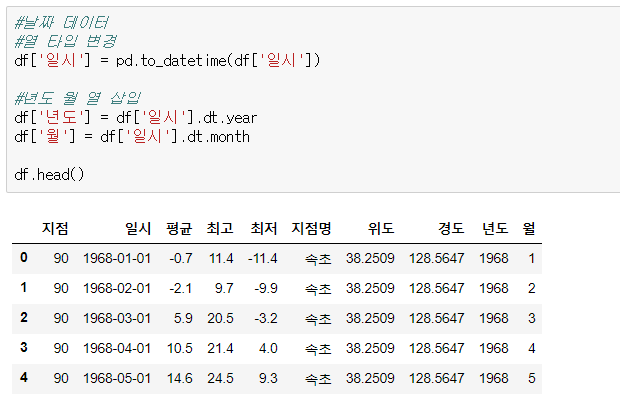 #날짜 데이터
#열 타입 변경
df['일시'] = pd.to_datetime(df['일시'])
#년도 월 열 삽입
df['년도'] = df['일시'].dt.year
df['월'] = df['일시'].dt.month
df.head()
지점 일시 평균 최고 최저 지점명 위도 경도 년도 월
0 90 1968-01-01 -0.7 11.4 -11.4 속초 38.2509 128.5647 1968 1
1 90 1968-02-01 -2.1 9.7 -9.9 속초 38.2509 128.5647 1968 2
2 90 1968-03-01 5.9 20.5 -3.2 속초 38.2509 128.5647 1968 3
3 90 1968-04-01 10.5 21.4 4.0 속초 38.2509 128.5647 1968 4
4 90 1968-05-01 14.6 24.5 9.3 속초 38.2509 128.5647 1968 5